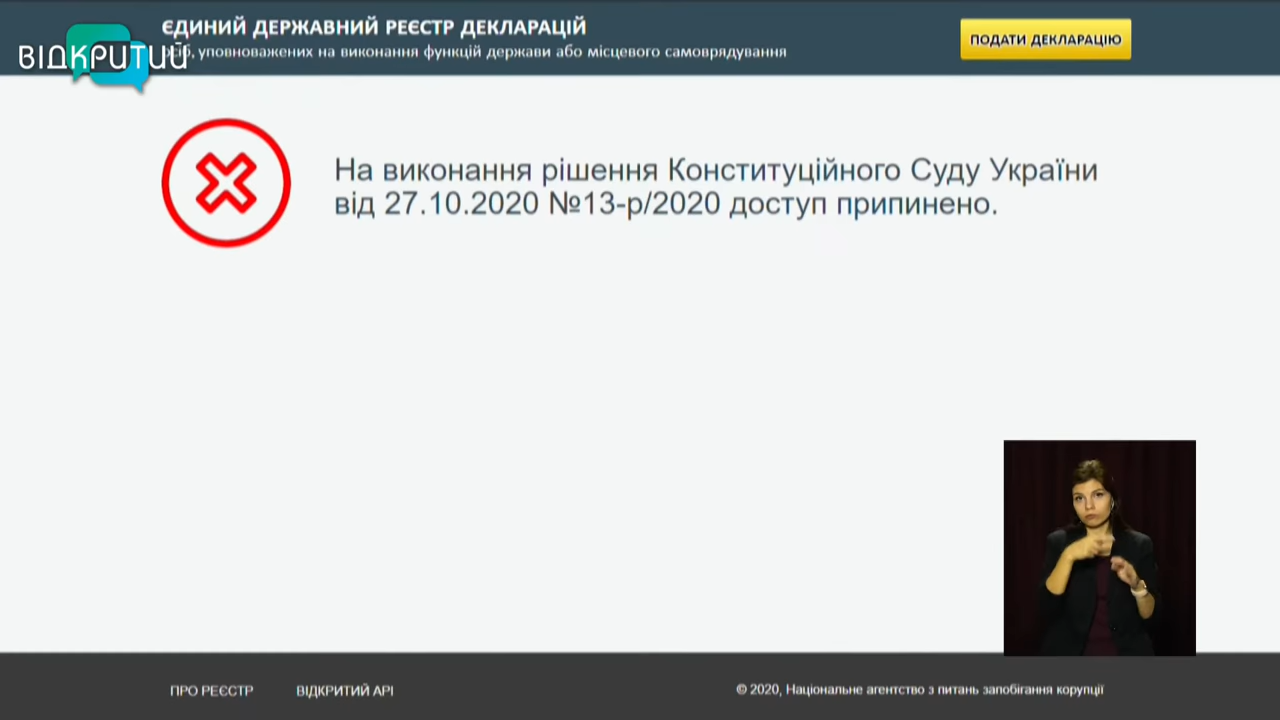 ВІДКРИТИЙ
ЄДИНИЙ ДЕРЖАВНИЙ РЕЄСТР ДЕКЛАРАЦІЙ
осіб, уповноважених на виконання функцій держави або місцевого самоврядування
ПОДАТИ ДЕКЛАРАЦІЮ
На виконання рішення Конституційного Суду України
від 27.10.2020 №13-р/2020 доступ припинено.
ПРО РЕЄСТР
ВІДКРИТИЙ АРІ
© 2020, Національне агентство з питань запобігання корупції